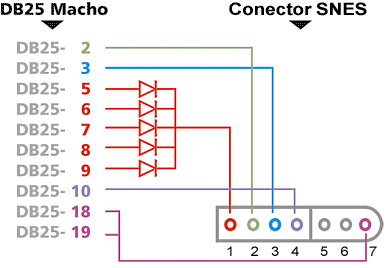 DB25 Macho Conector SNES
DB25- 2
DB25- 3
DB25- 5
DB25- 6
DB25- 7
DB25- 8
DB25- 9
DB25- 10
DB25- 18
DB25- 19
1 2 3 4 5 6 7